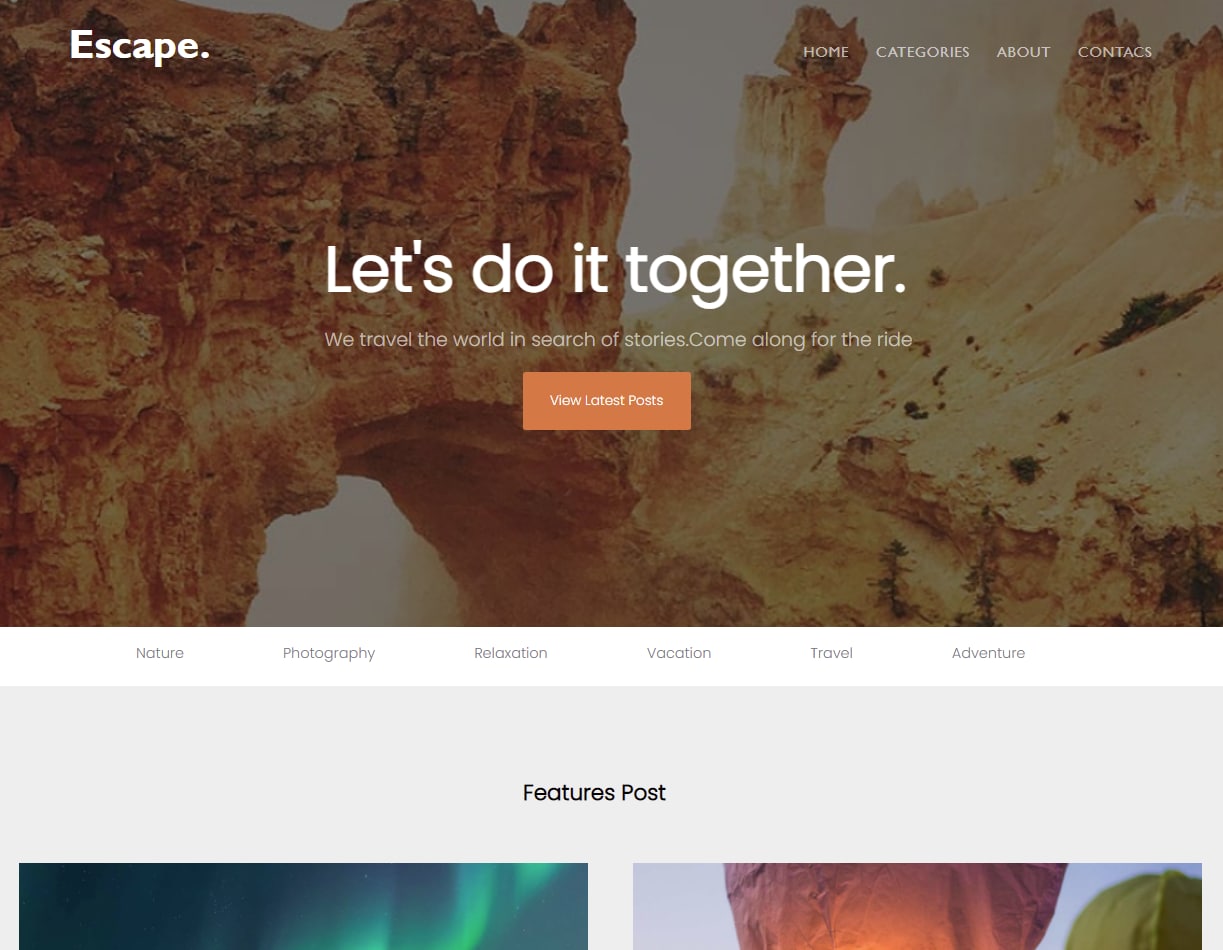 Escape.
HOME CATEGORIES ABOUT CONTACS
Let's do it together.
We travel the world in search of stories.Come along for the ride
View Latest Posts
Nature Photography Relaxation Vacation Travel Adventure
Features Post